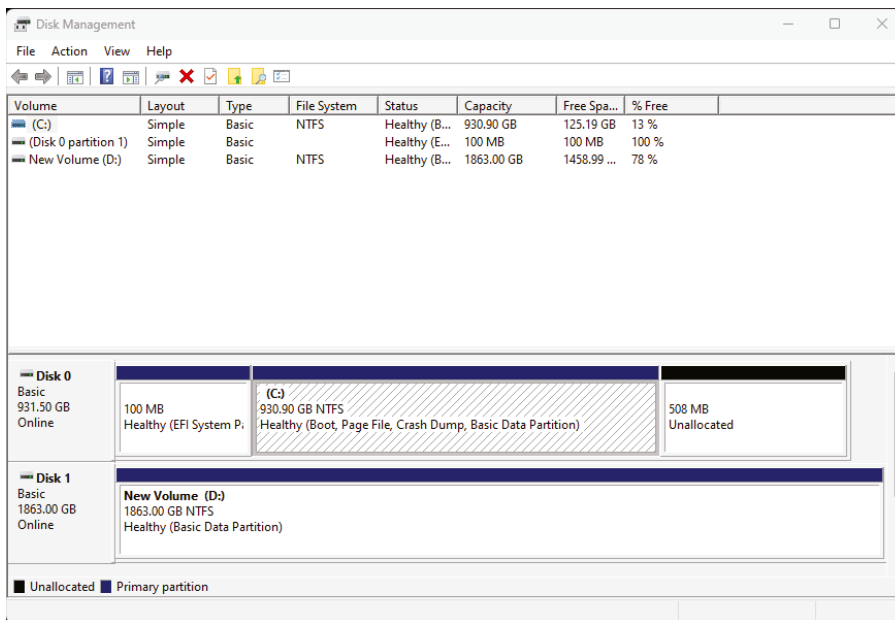 Disk Management
File Action View Help
Volume Layout Type File System Status Capacity Free Spa... % Free
(C:) Simple Basic NTFS Healthy (B... 930.90 GB 125.19 GB 13 %
(Disk 0 partition 1) Simple Basic Healthy (E... 100 MB 100 MB 100 %
New Volume (D:) Simple Basic NTFS Healthy (B... 1863.00 GB 1458.99 ... 78 %
Disk 0
Basic
931.50 GB
Online
100 MB
Healthy (EFI System Pa
(C:)
930.90 GB NTFS
Healthy (Boot, Page File, Crash Dump, Basic Data Partition)
508 MB
Unallocated
Disk 1
Basic
1863.00 GB
Online
New Volume (D:)
1863.00 GB NTFS
Healthy (Basic Data Partition)
Unallocated Primary partition